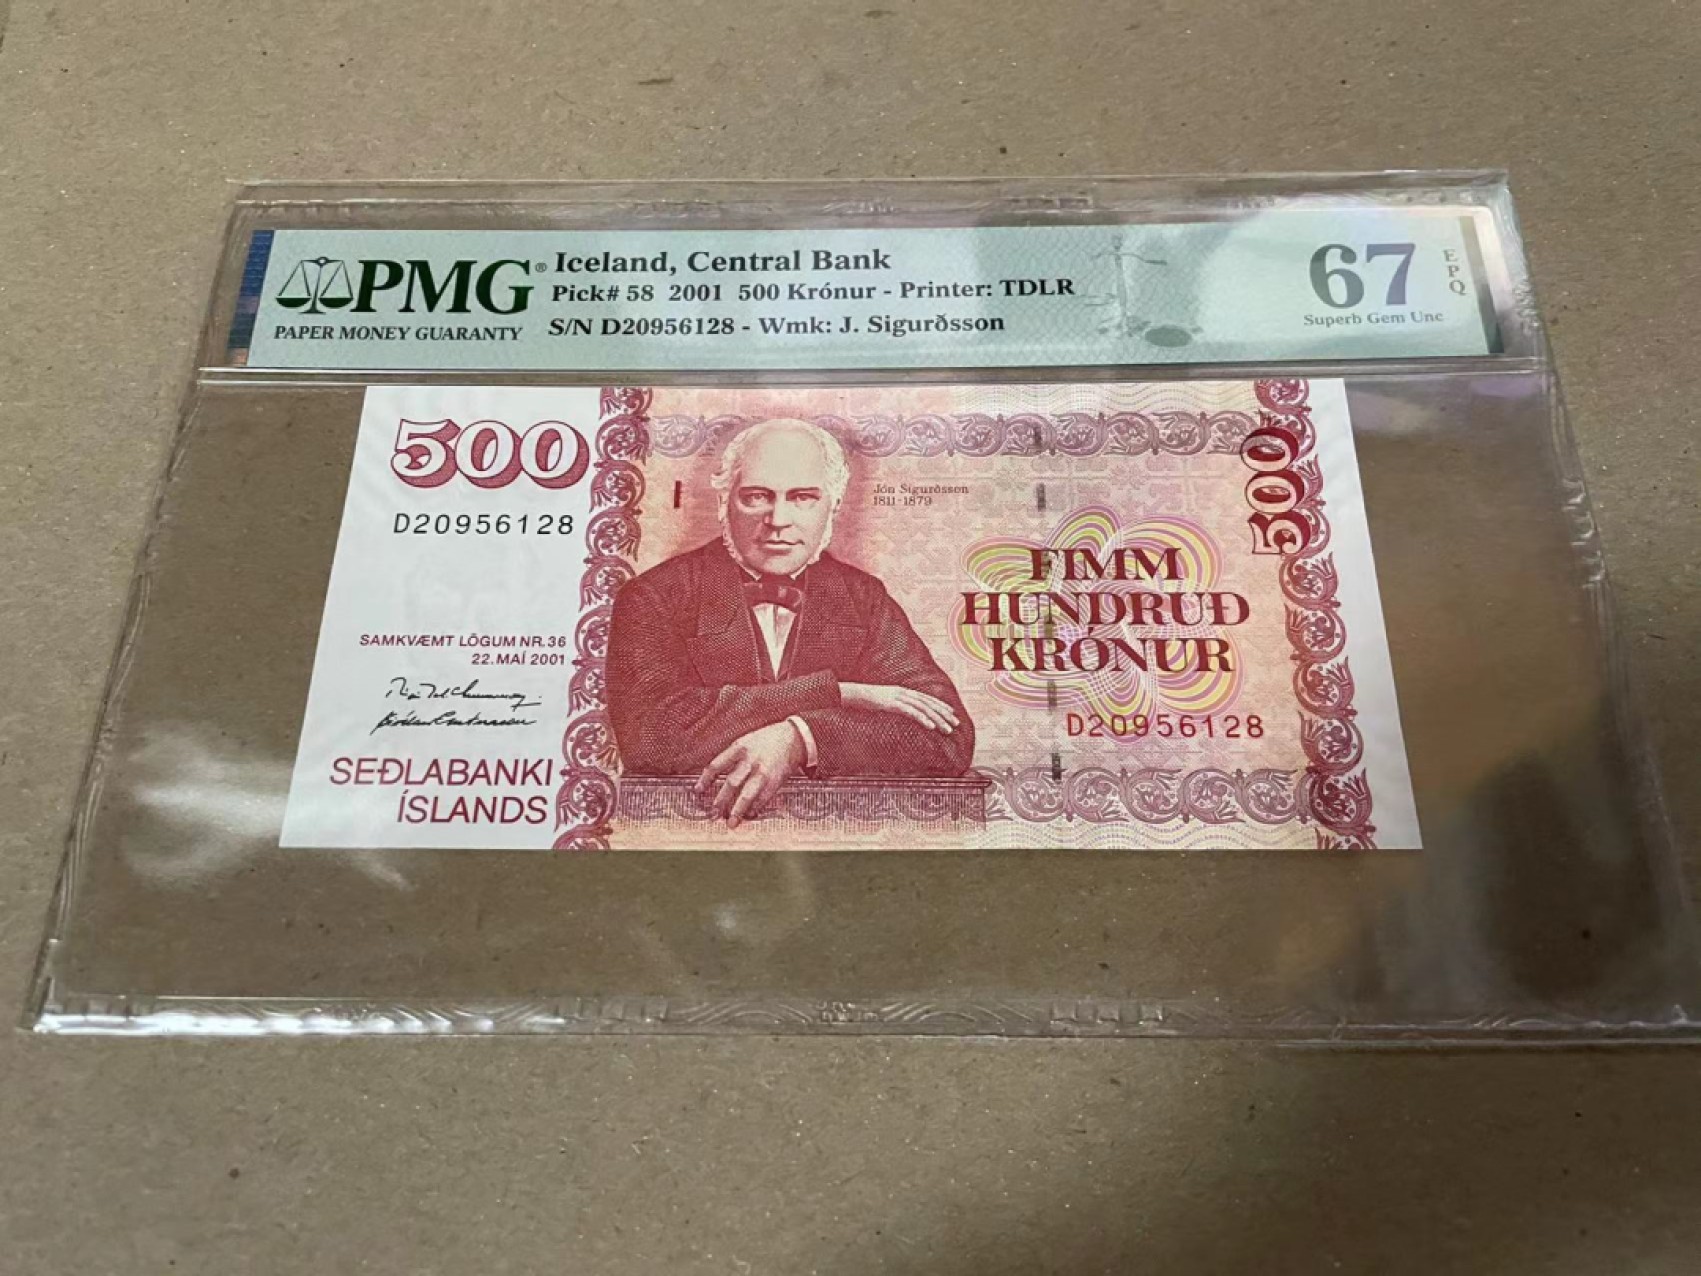 PMG®
PAPER MONEY GUARANTY
Iceland, Central Bank
Pick# 58 2001 500 Krónur - Printer: TDLR
S/N D20956128 - Wmk: J. Sigurðsson
67
EPQ
Superb Gem Unc
500
D20956128
SAMKVÆMT LÖGUM NR. 36
22. MAÍ 2001
SEÐLABANKI
ÍSLANDS
Jón Sigurðsson
1811-1879
FIMM
HUNDRUÐ
KRÓNUR
D20956128
500